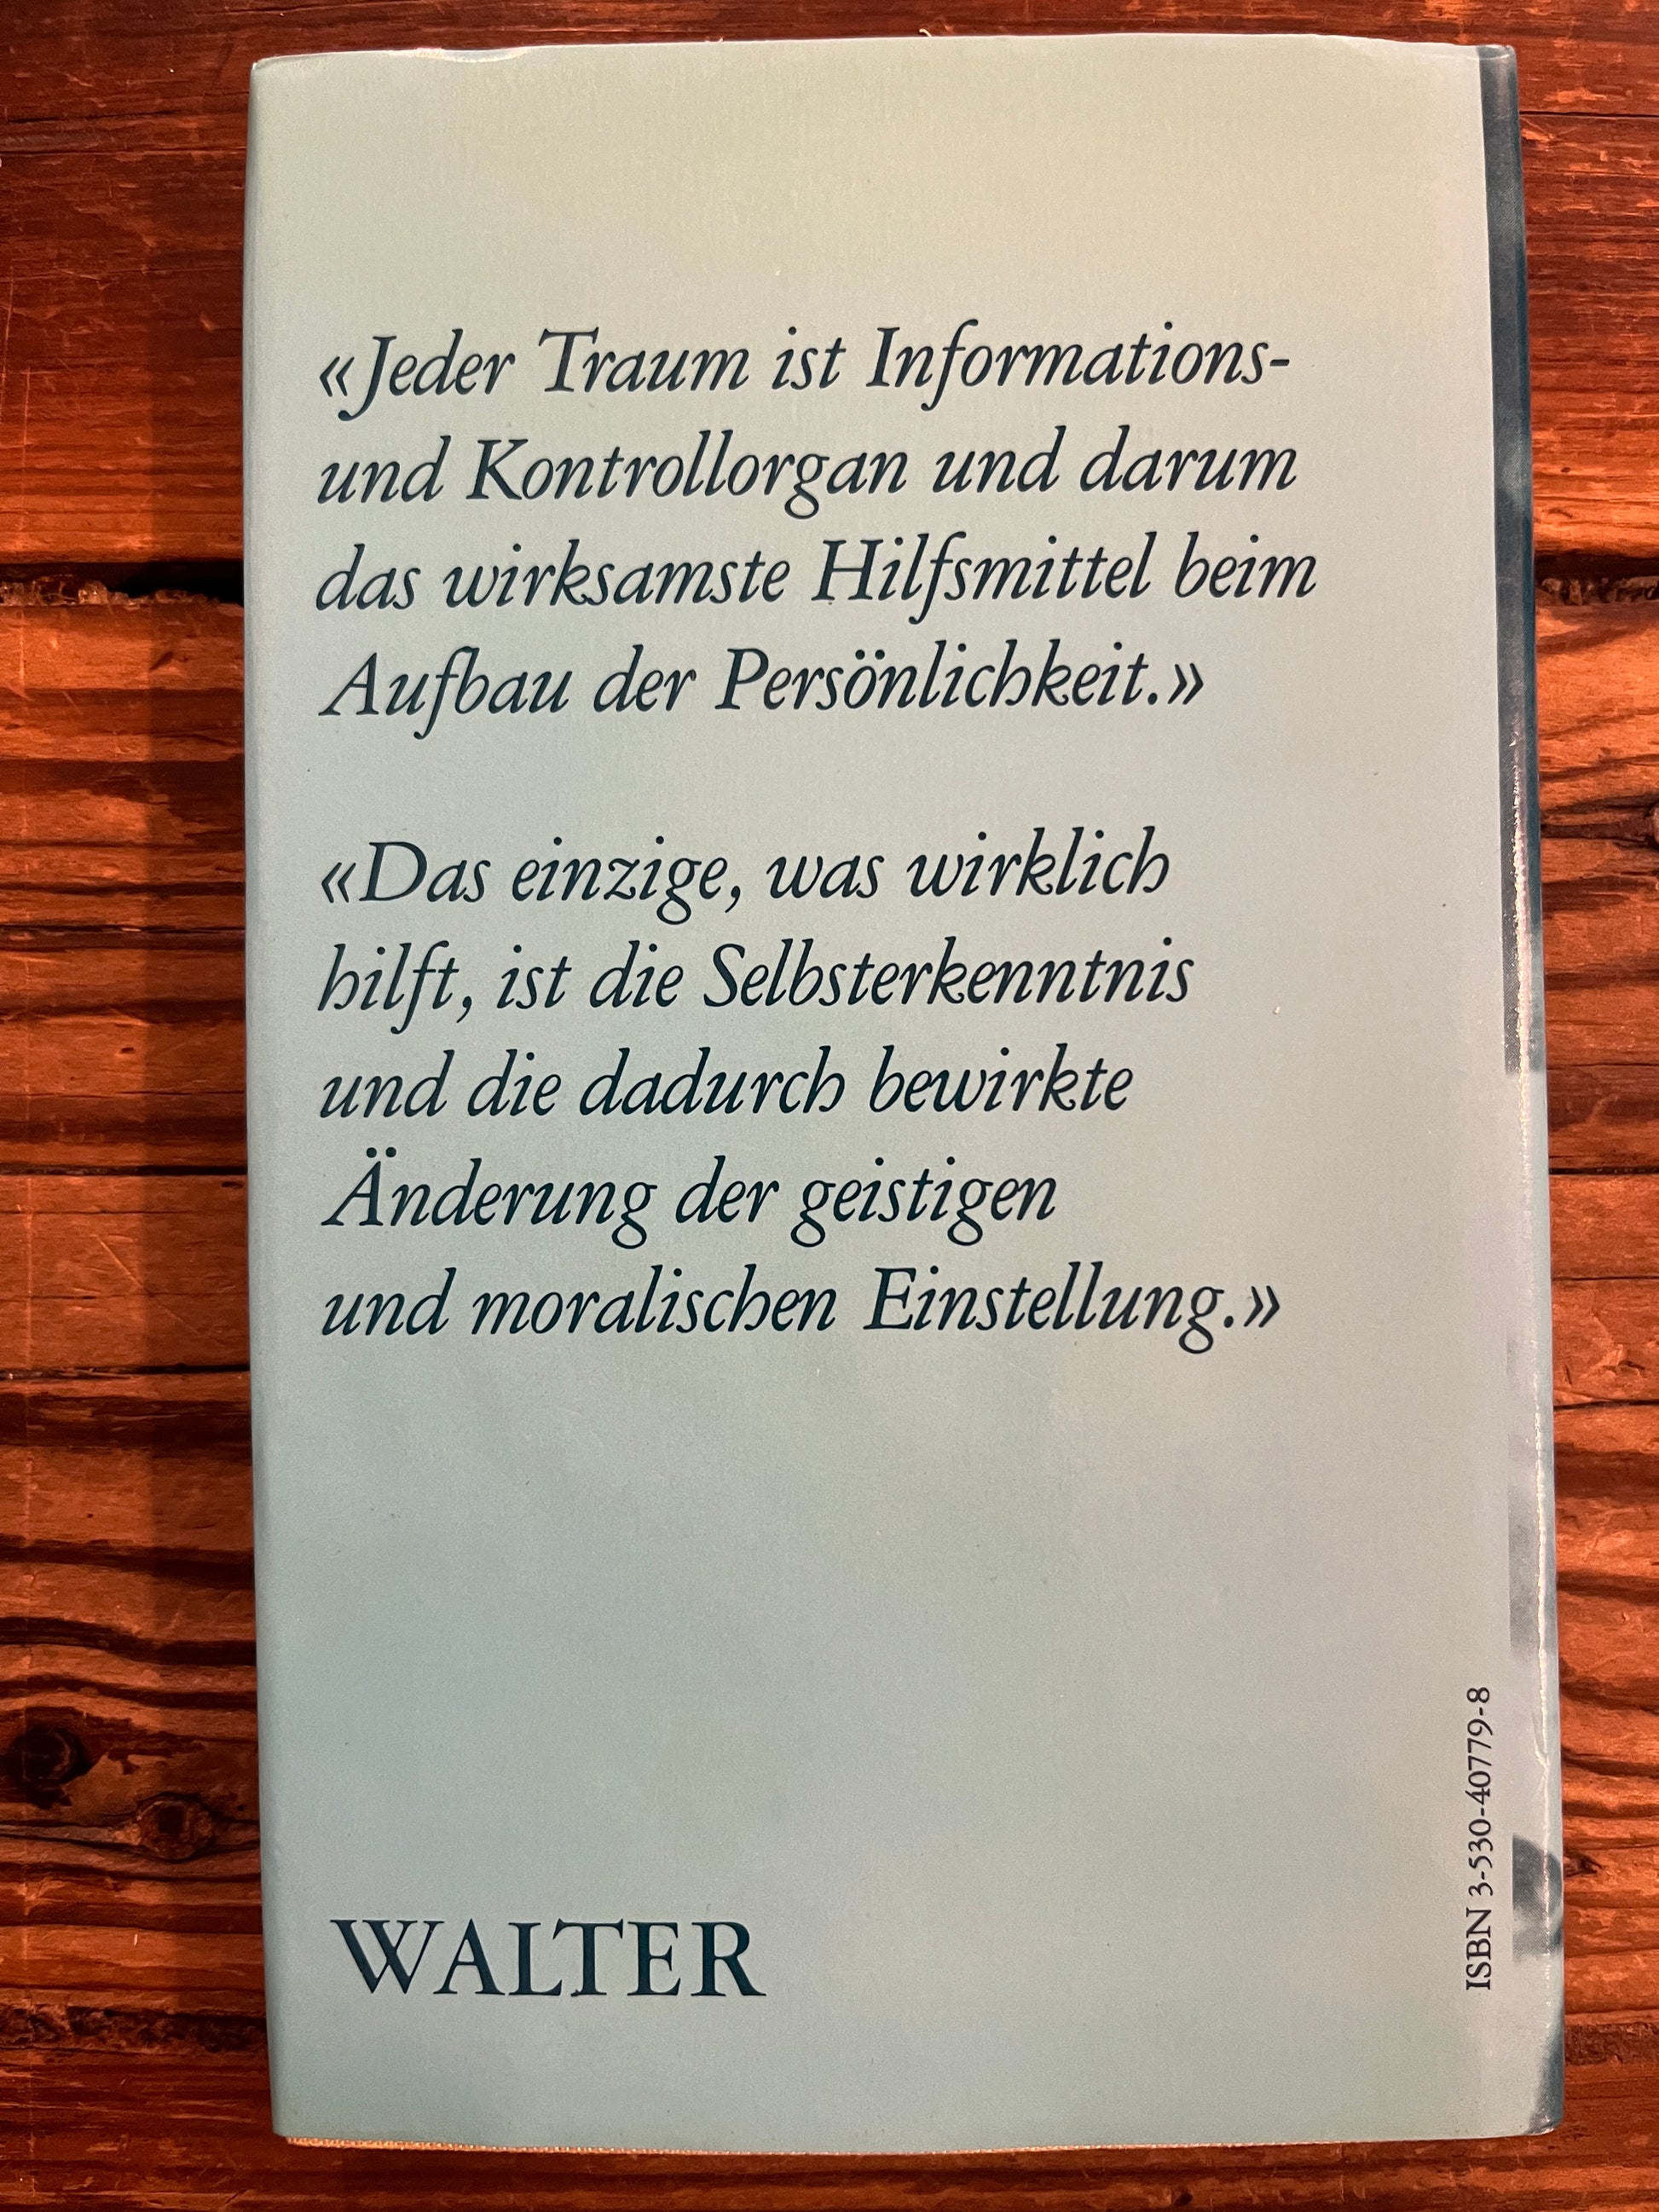 «Jeder Traum ist Informations-
und Kontrollorgan und darum
das wirksamste Hilfsmittel beim
Aufbau der Persönlichkeit.»
«Das einzige, was wirklich
hilft, ist die Selbsterkenntnis
und die dadurch bewirkte
Änderung der geistigen
und moralischen Einstellung.»
WALTER
ISBN 3-530-40779-8